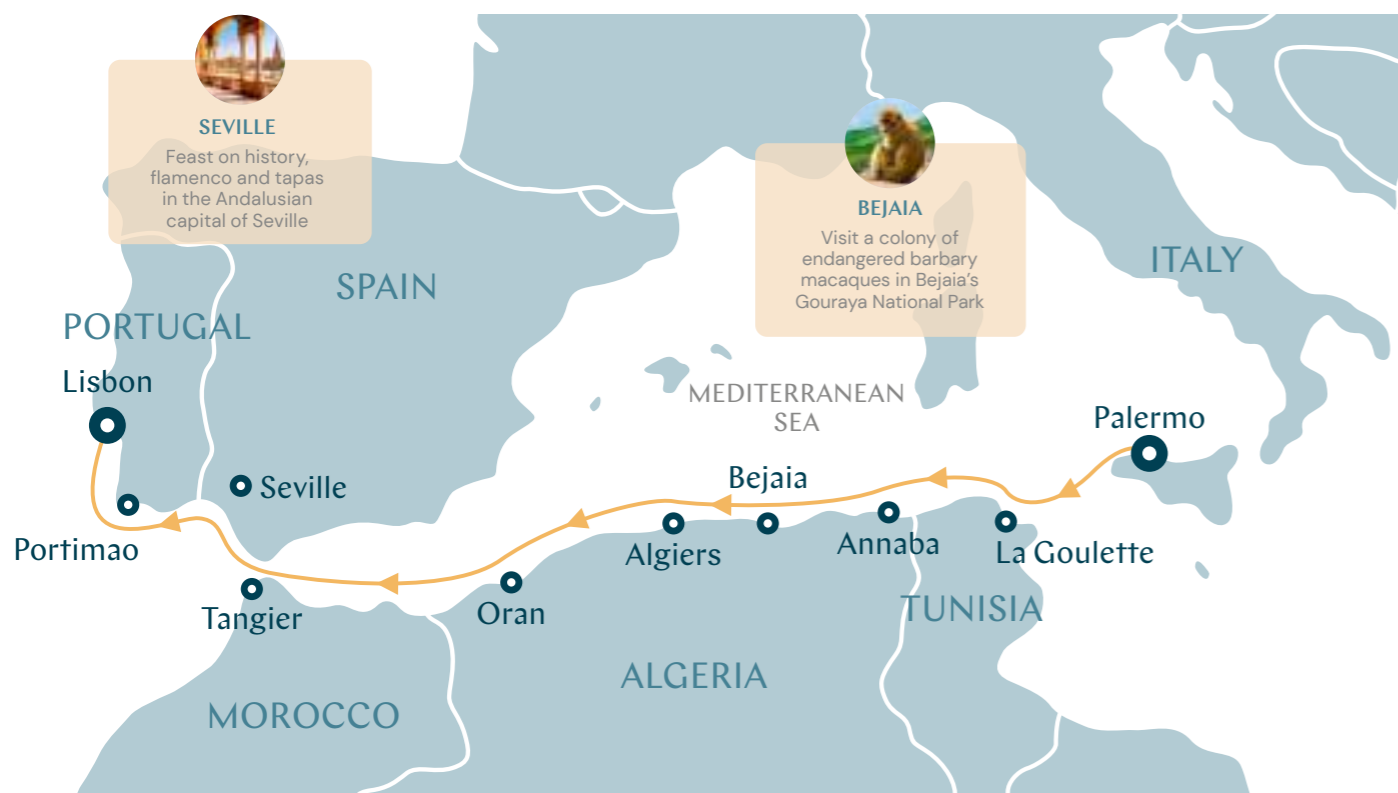 SEVILLE
Feast on history,
flamenco and tapas
in the Andalusian
capital of Seville
BEJAIA
Visit a colony of
endangered barbary
macaques in Bejaia's
Gouraya National Park
ITALY
SPAIN
PORTUGAL
Lisbon
MEDITERRANEAN
SEA
Palermo
Seville
Bejaia
Portimao
Algiers
Annaba
La Goulette
Tangier
Oran
TUNISIA
ALGERIA
MOROCCO